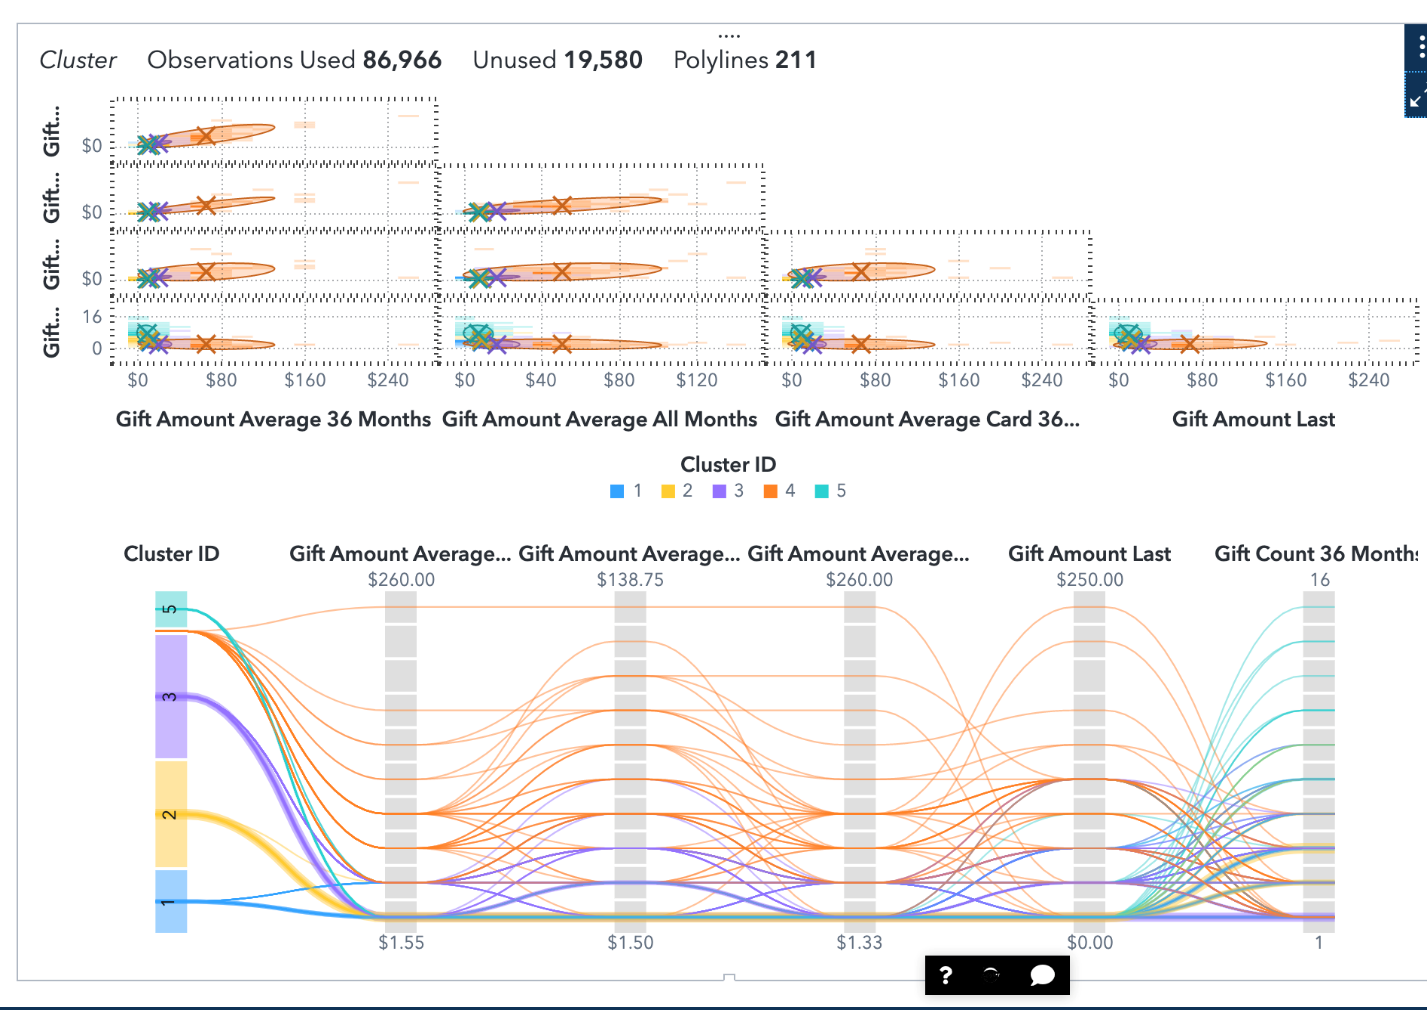 Cluster Observations Used 86,966 Unused 19,580 Polylines 211
Gift...
$0
Gift...
$0
Gift...
$0
Gift...
16
0
$0 $80 $160 $240 $0 $40 $80 $120 $0 $80 $160 $240 $0 $80 $160 $240
Gift Amount Average 36 Months Gift Amount Average All Months Gift Amount Average Card 36... Gift Amount Last
Cluster ID
1 2 3 4 5
Cluster ID Gift Amount Average... Gift Amount Average... Gift Amount Average... Gift Amount Last Gift Count 36 Months
$260.00 $138.75 $260.00 $250.00 16
5
3
2
1
$1.55 $1.50 $1.33 $0.00 1
?